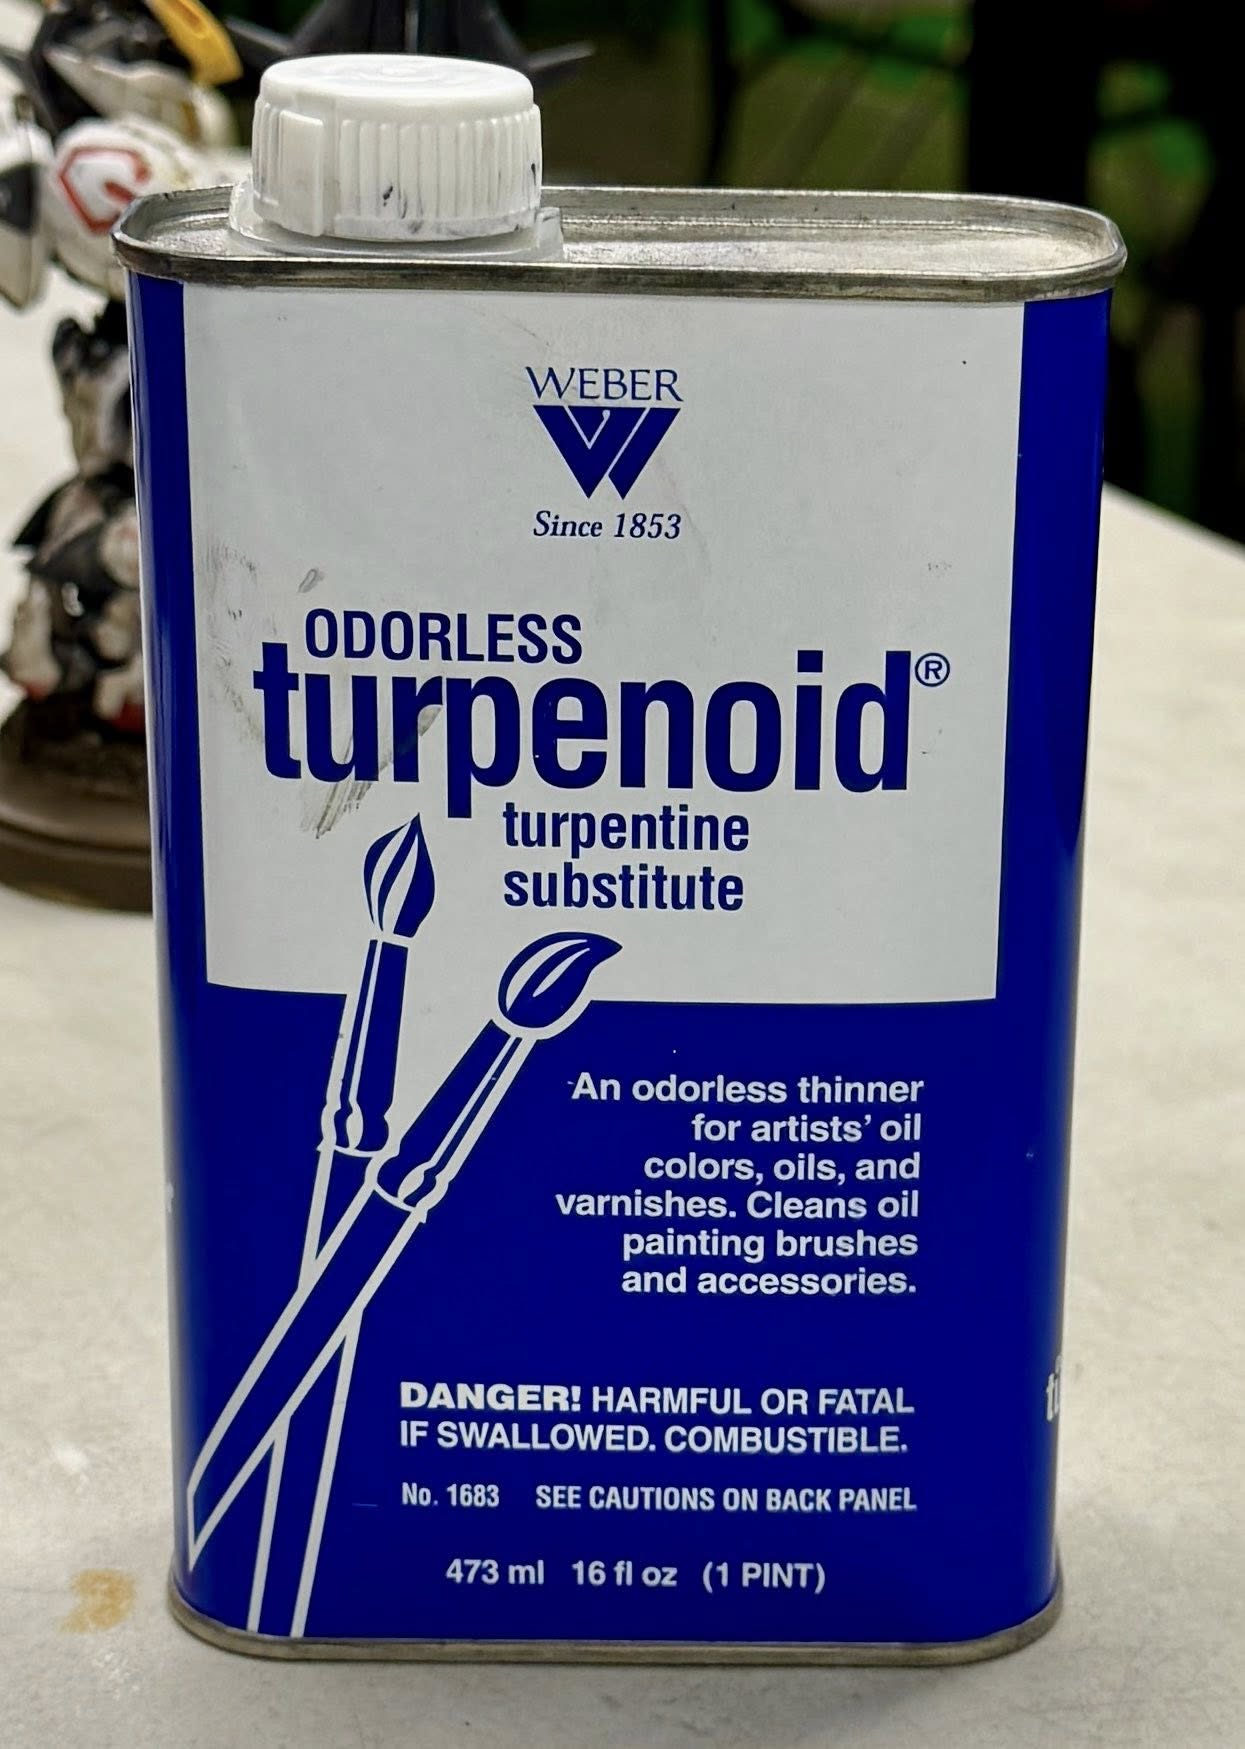 WEBER
Since 1853
ODORLESS
turpenoid®
turpentine
substitute
An odorless thinner
for artists' oil
colors, oils, and
varnishes. Cleans oil
painting brushes
and accessories.
DANGER! HARMFUL OR FATAL
IF SWALLOWED. COMBUSTIBLE.
No. 1683 SEE CAUTIONS ON BACK PANEL
473 ml 16 fl oz (1 PINT)